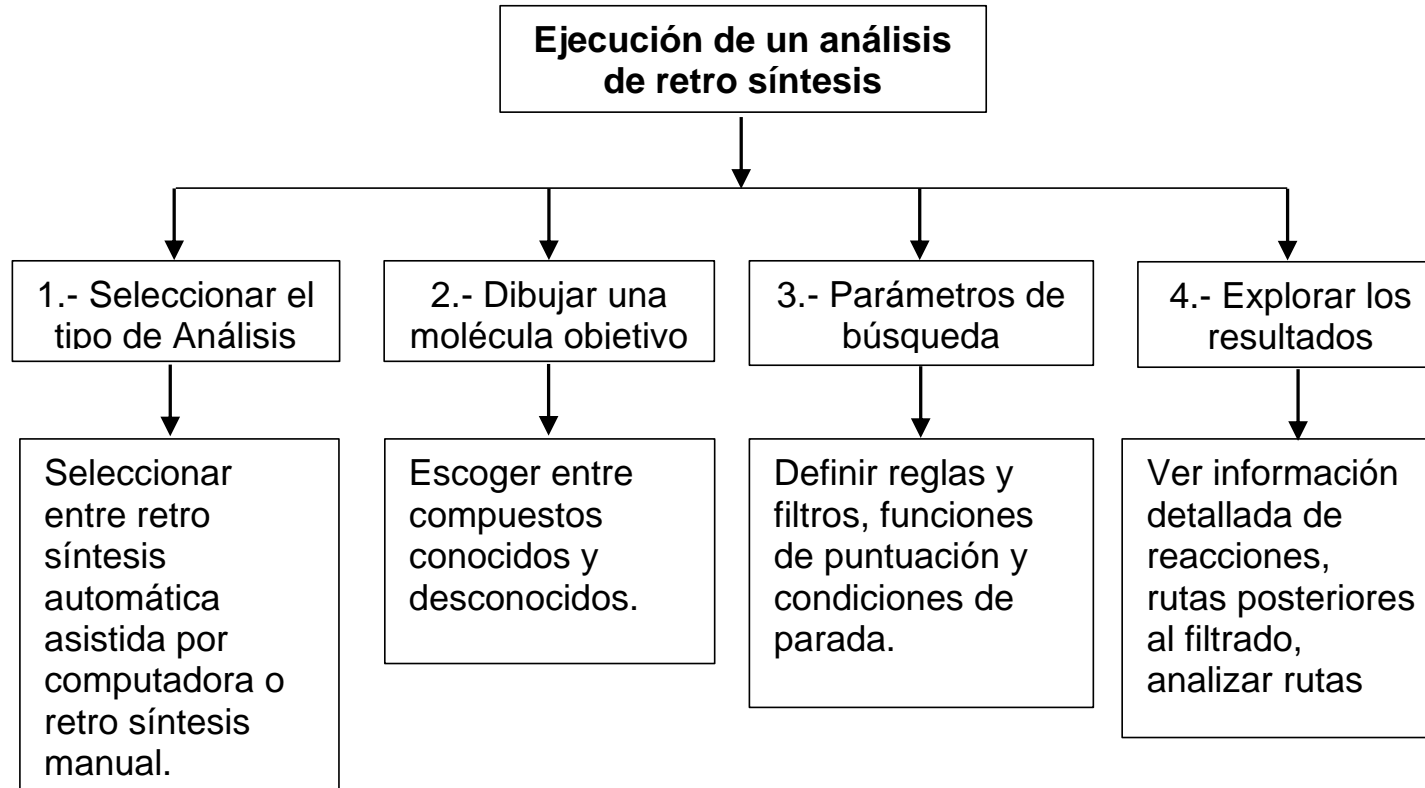 Ejecución de un análisis
de retro síntesis
1.- Seleccionar el
tipo de Análisis
2.- Dibujar una
molécula objetivo
3.- Parámetros de
búsqueda
4.- Explorar los
resultados
Seleccionar
entre retro
síntesis
automática
asistida por
computadora o
retro síntesis
manual.
Escoger entre
compuestos
conocidos y
desconocidos.
Definir reglas y
filtros, funciones
de puntuación y
condiciones de
parada.
Ver información
detallada de
reacciones,
rutas posteriores
al filtrado,
analizar rutas